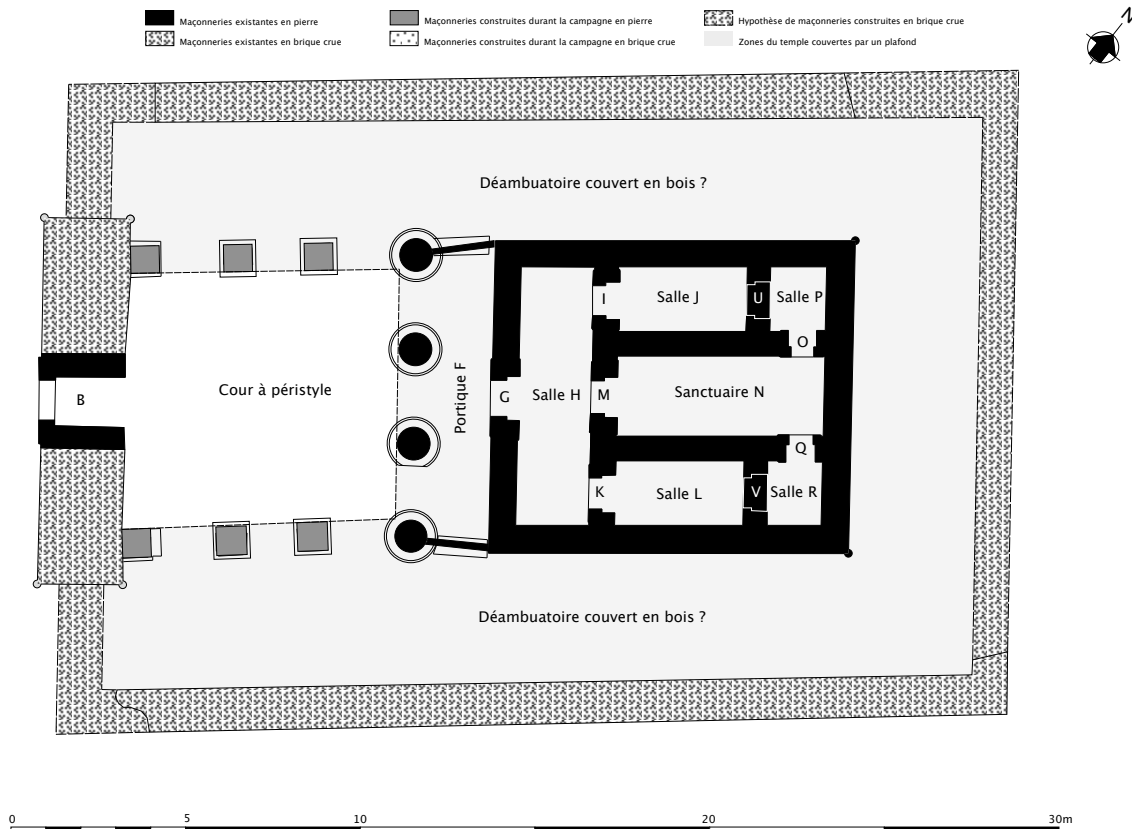 Maçonneries existantes en pierre
Maçonneries construites durant la campagne en pierre
Hypothèse de maçonneries construites en brique crue
Maçonneries existantes en brique crue
Maçonneries construites durant la campagne en brique crue
Zones du temple couvertes par un plafond
N
Déambuatoire couvert en bois ?
I
Salle J
U
Salle P
O
B
Cour à péristyle
Portique F
G
Salle H
M
Sanctuaire N
Q
K
Salle L
V
Salle R
Déambuatoire couvert en bois ?
0 5 10 20 30m